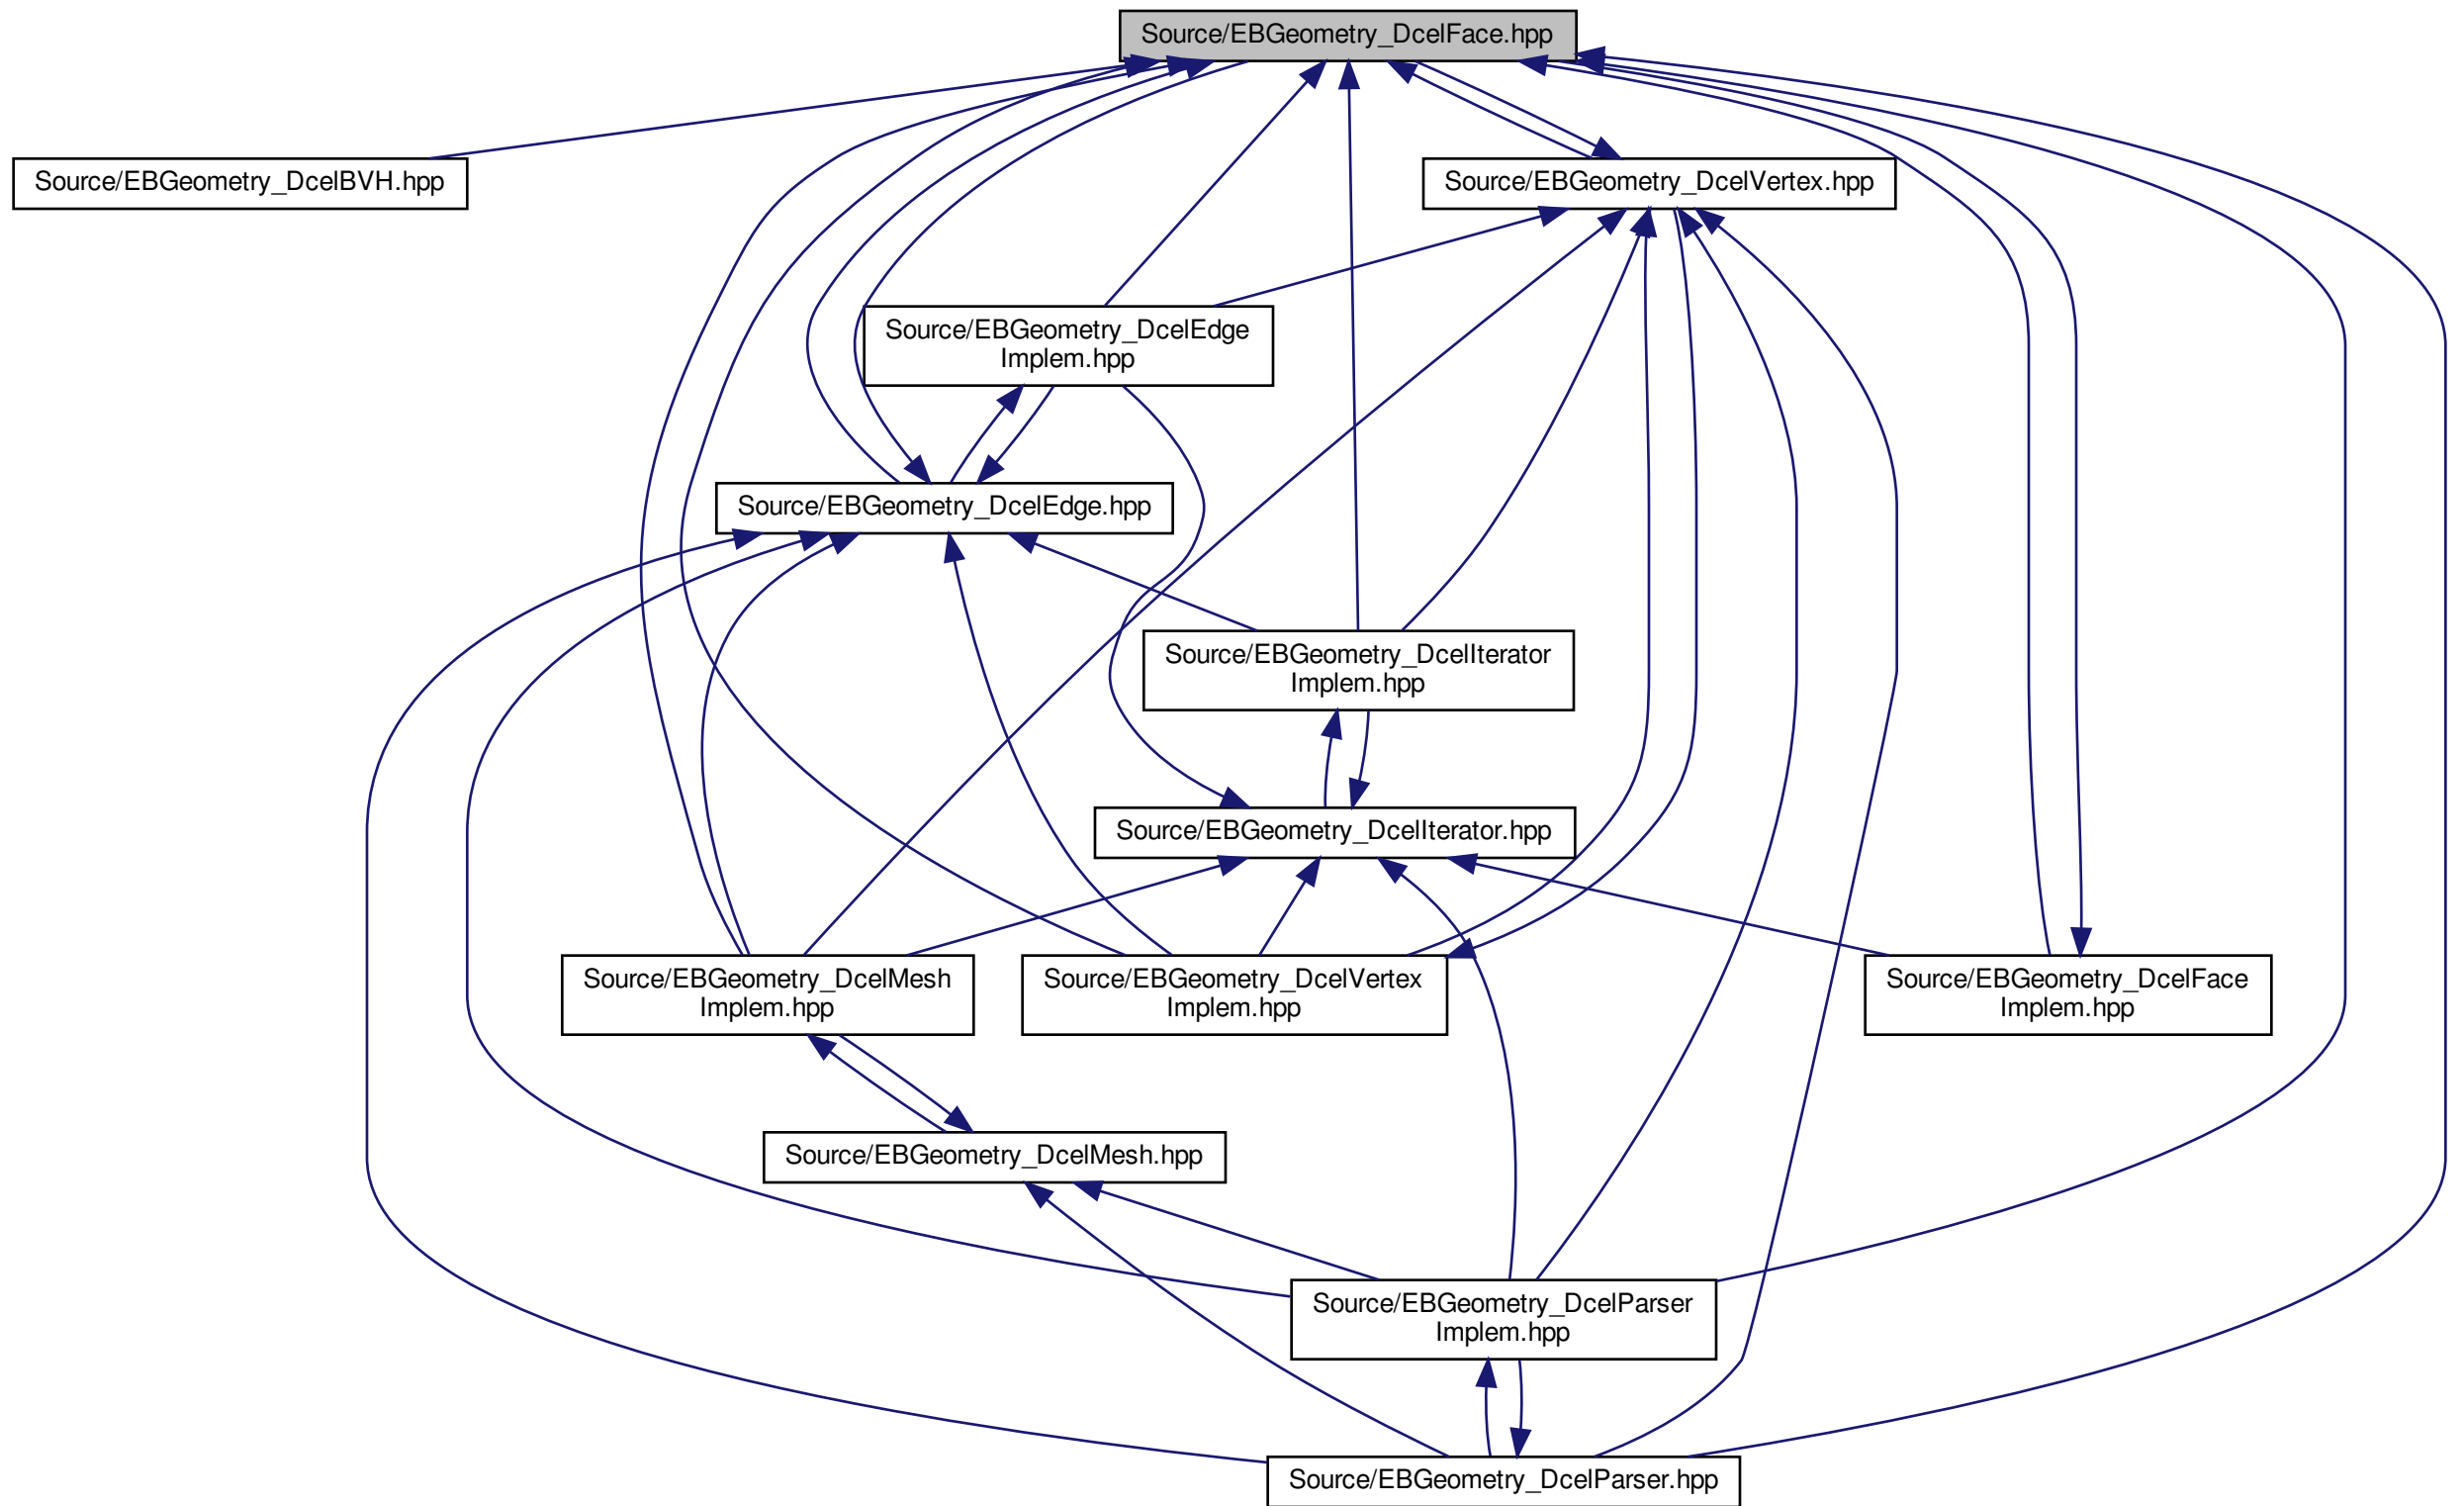 Source/EBGeometry_DcelFace.hpp
Source/EBGeometry_DcelBVH.hpp
Source/EBGeometry_DcelVertex.hpp
Source/EBGeometry_DcelEdge
Implem.hpp
Source/EBGeometry_DcelEdge.hpp
Source/EBGeometry_DcelIterator
Implem.hpp
Source/EBGeometry_DcelIterator.hpp
Source/EBGeometry_DcelMesh
Implem.hpp
Source/EBGeometry_DcelVertex
Implem.hpp
Source/EBGeometry_DcelFace
Implem.hpp
Source/EBGeometry_DcelMesh.hpp
Source/EBGeometry_DcelParser
Implem.hpp
Source/EBGeometry_DcelParser.hpp